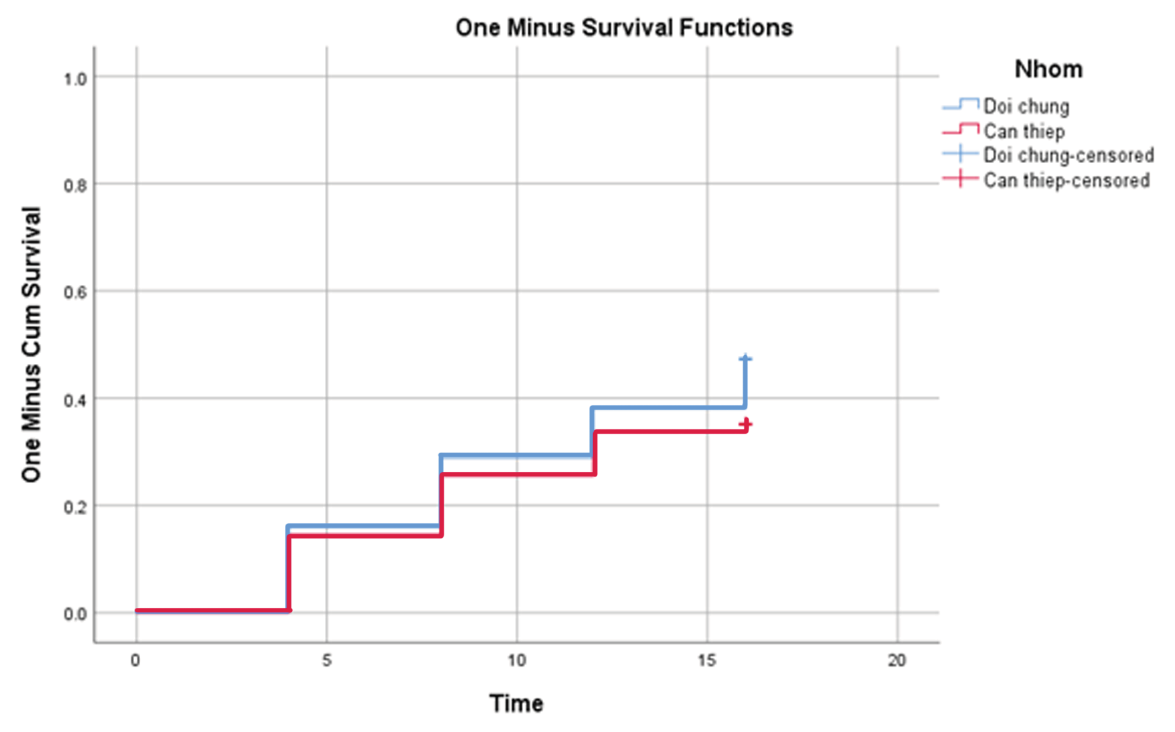 One Minus Survival Functions
Nhom
Doi chung
Can thiep
Doi chung-censored
Can thiep-censored
One Minus Cum Survival
1.0
0.8
0.6
0.4
0.2
0.0
0 5 10 15 20
Time